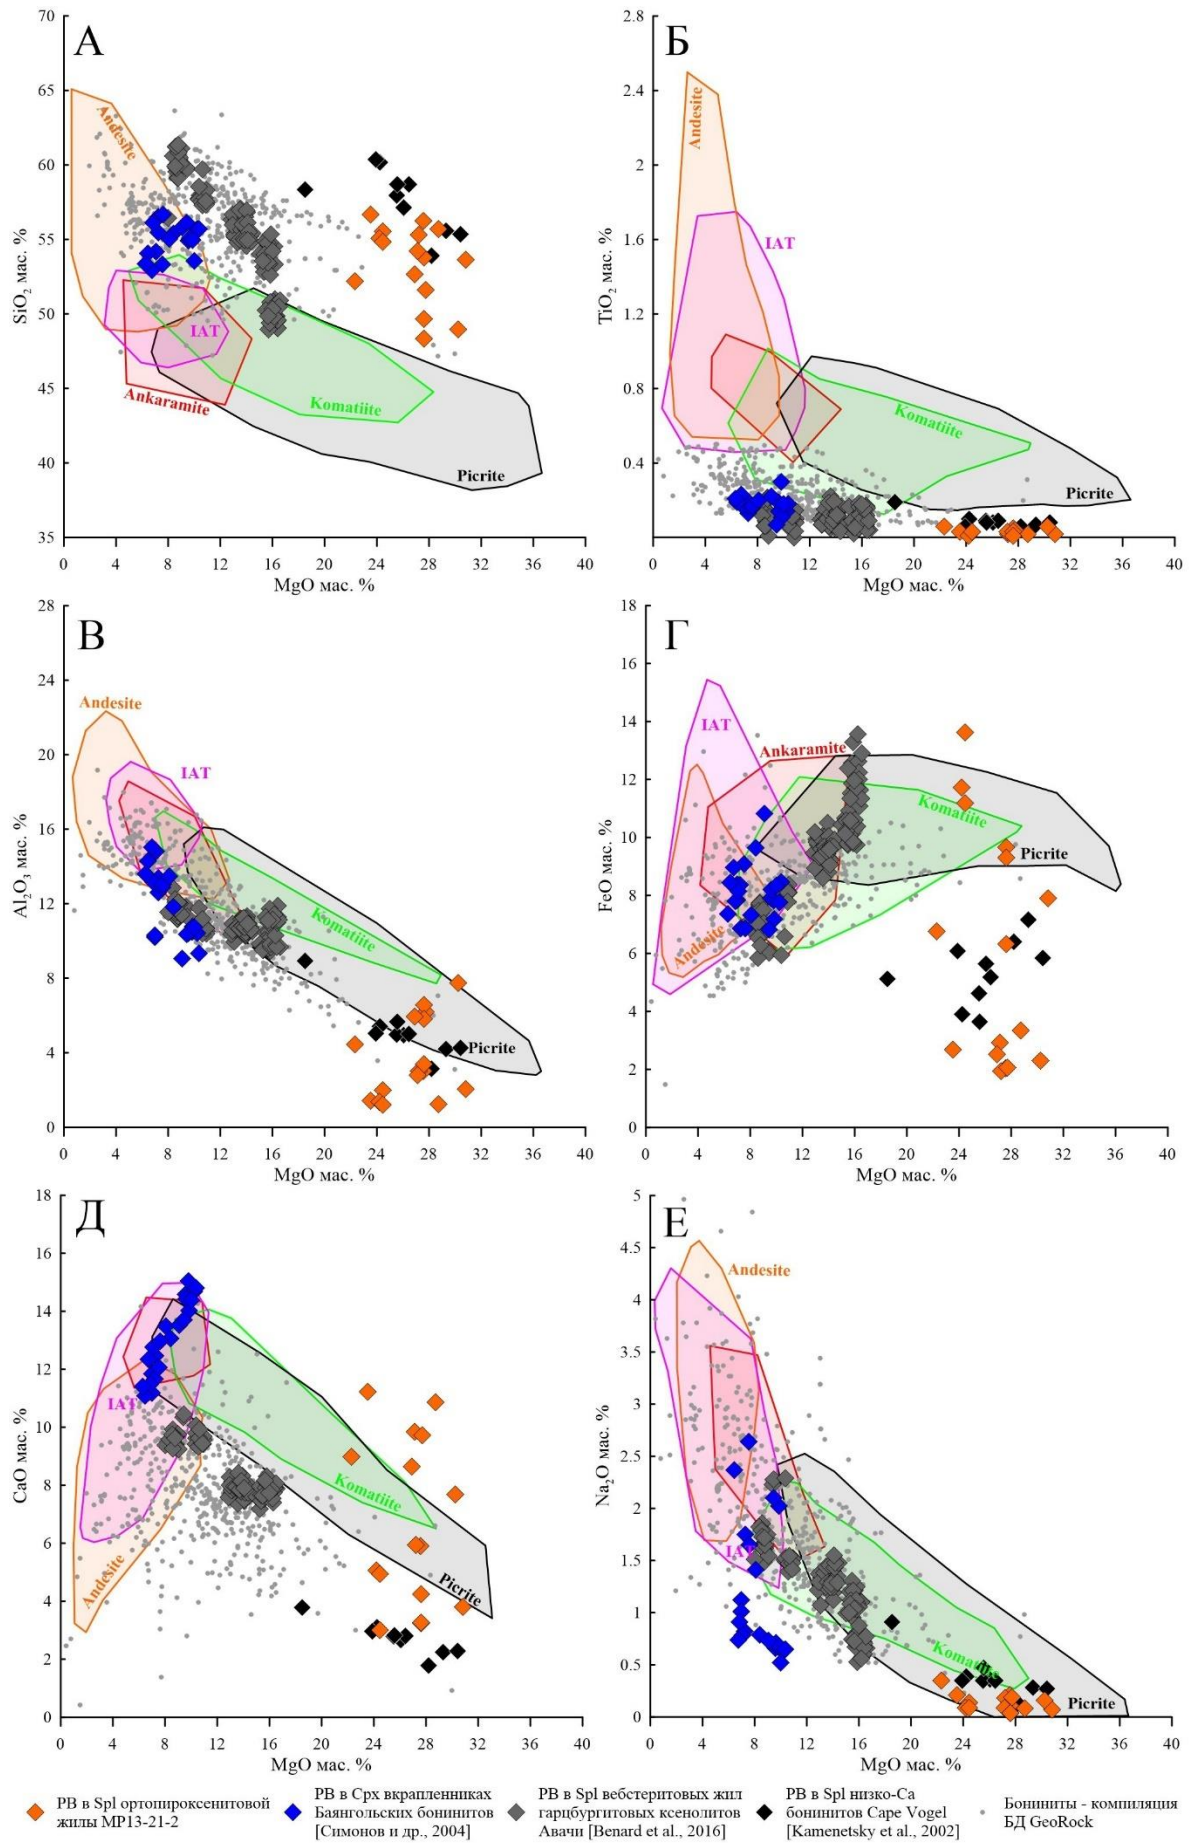 А
70
65
60
55
50
45
40
35
SiO₂ мас. %
Andesite
IAT
Ankaramite
Komatiite
Picrite
0 4 8 12 16 20 24 28 32 36 40
MgO мас. %
Б
2.8
2.4
2
1.6
1.2
0.8
0.4
TiO₂ мас. %
Andesite
IAT
Komatiite
Picrite
0 4 8 12 16 20 24 28 32 36 40
MgO мас. %
В
28
24
20
16
12
8
4
0
Al₂O₃ мас. %
Andesite
IAT
Komatiite
Picrite
0 4 8 12 16 20 24 28 32 36 40
MgO мас. %
Г
18
16
14
12
10
8
6
4
2
0
FeO мас. %
IAT
Ankaramite
Komatiite
Picrite
Andesite
0 4 8 12 16 20 24 28 32 36 40
MgO мас. %
Д
18
16
14
12
10
8
6
4
2
0
CaO мас. %
IAT
Komatiite
Andesite
Picrite
0 4 8 12 16 20 24 28 32 36 40
MgO мас. %
Е
5
4.5
4
3.5
3
2.5
2
1.5
1
0.5
0
Na₂O мас. %
Andesite
IAT
Komatiite
Picrite
0 4 8 12 16 20 24 28 32 36 40
MgO мас. %
РВ в Spl ортопироксенитовой
жилы МР13-21-2
РВ в Cpx вкрапленниках
Баянгольских бонинитов
[Симонов и др., 2004]
РВ в Spl вебстеритовых жил
гарцбургитовых ксенолитов
Авачи [Benard et al., 2016]
РВ в Spl низко-Ca
бонинитов Cape Vogel
[Kamenetsky et al., 2002]
Бониниты - компиляция
БД GeoRock